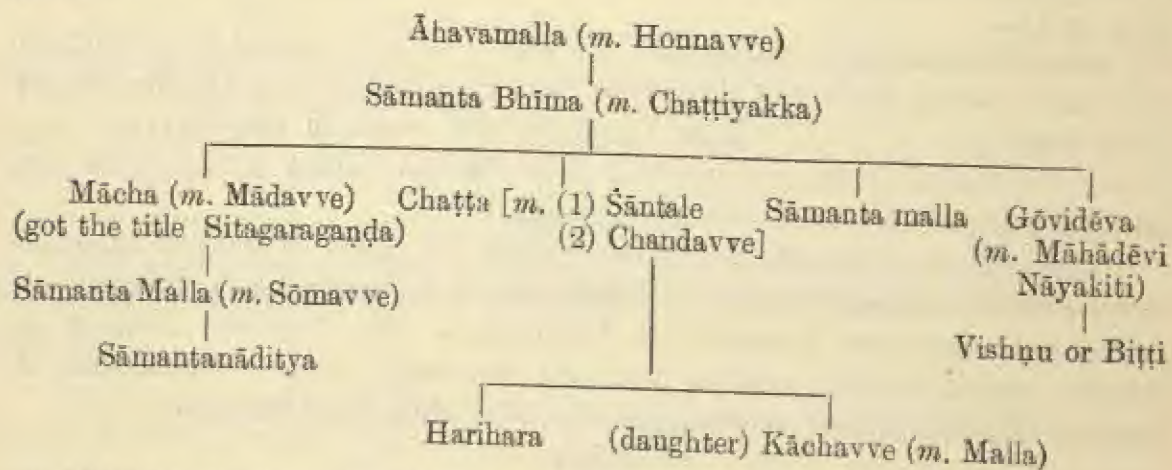 Āhavamalla (m. Honnavve)
Sāmanta Bhīma (m. Chaṭṭiyakka)
Mācha (m. Mādavve)
(got the title Sitagaragaṇḍa)
Chaṭṭa [m. (1) Śāntale
(2) Chandavve]
Sāmanta malla
Gōvidēva
(m. Māhādēvi
Nāyakiti)
Sāmanta Malla (m. Sōmavve)
Vishṇu or Biṭṭi
Sāmantanāditya
Harihara
(daughter) Kāchavve (m. Malla)